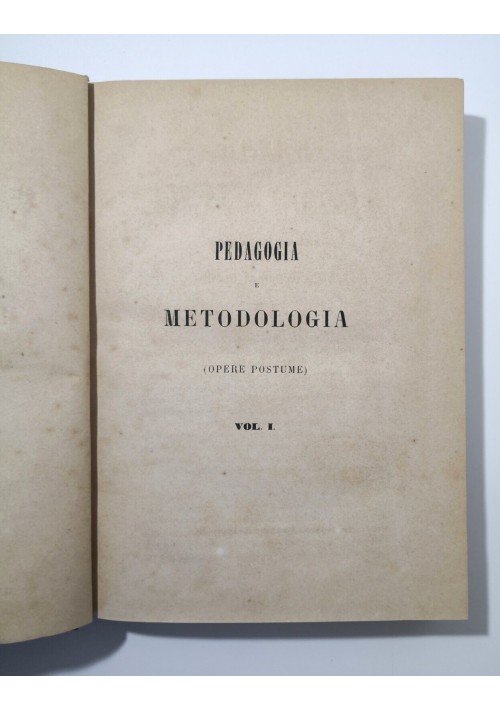 PEDAGOGIA
E
METODOLOGIA
(OPERE POSTUME)
VOL. I.